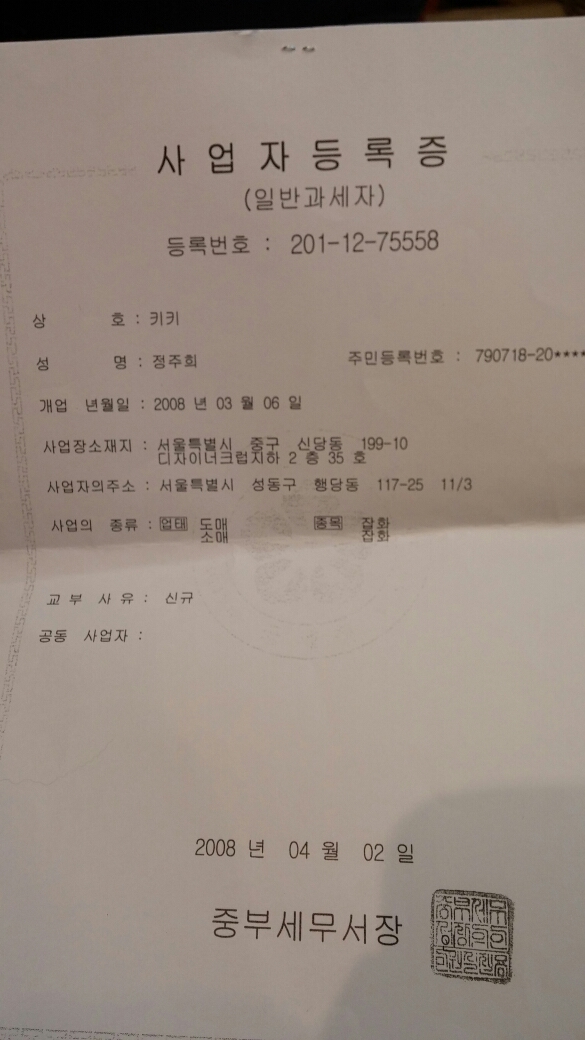 사업자등록증
(일반과세자)
등록번호 : 201-12-75558
상 호 : 키키
성 명 : 정주희 주민등록번호 : 790718-20****
개업 년월일 : 2008 년 03 월 06 일
사업장소재지 : 서울특별시 중구 신당동 199-10
디자이너크럽지하 2 층 35 호
사업자의주소 : 서울특별시 성동구 행당동 117-25 11/3
사업의 종류 : 업태 도매 종목 잡화
소매 잡화
교 부 사 유 : 신규
공동 사업자 :
2008 년 04 월 02 일
중부세무서장